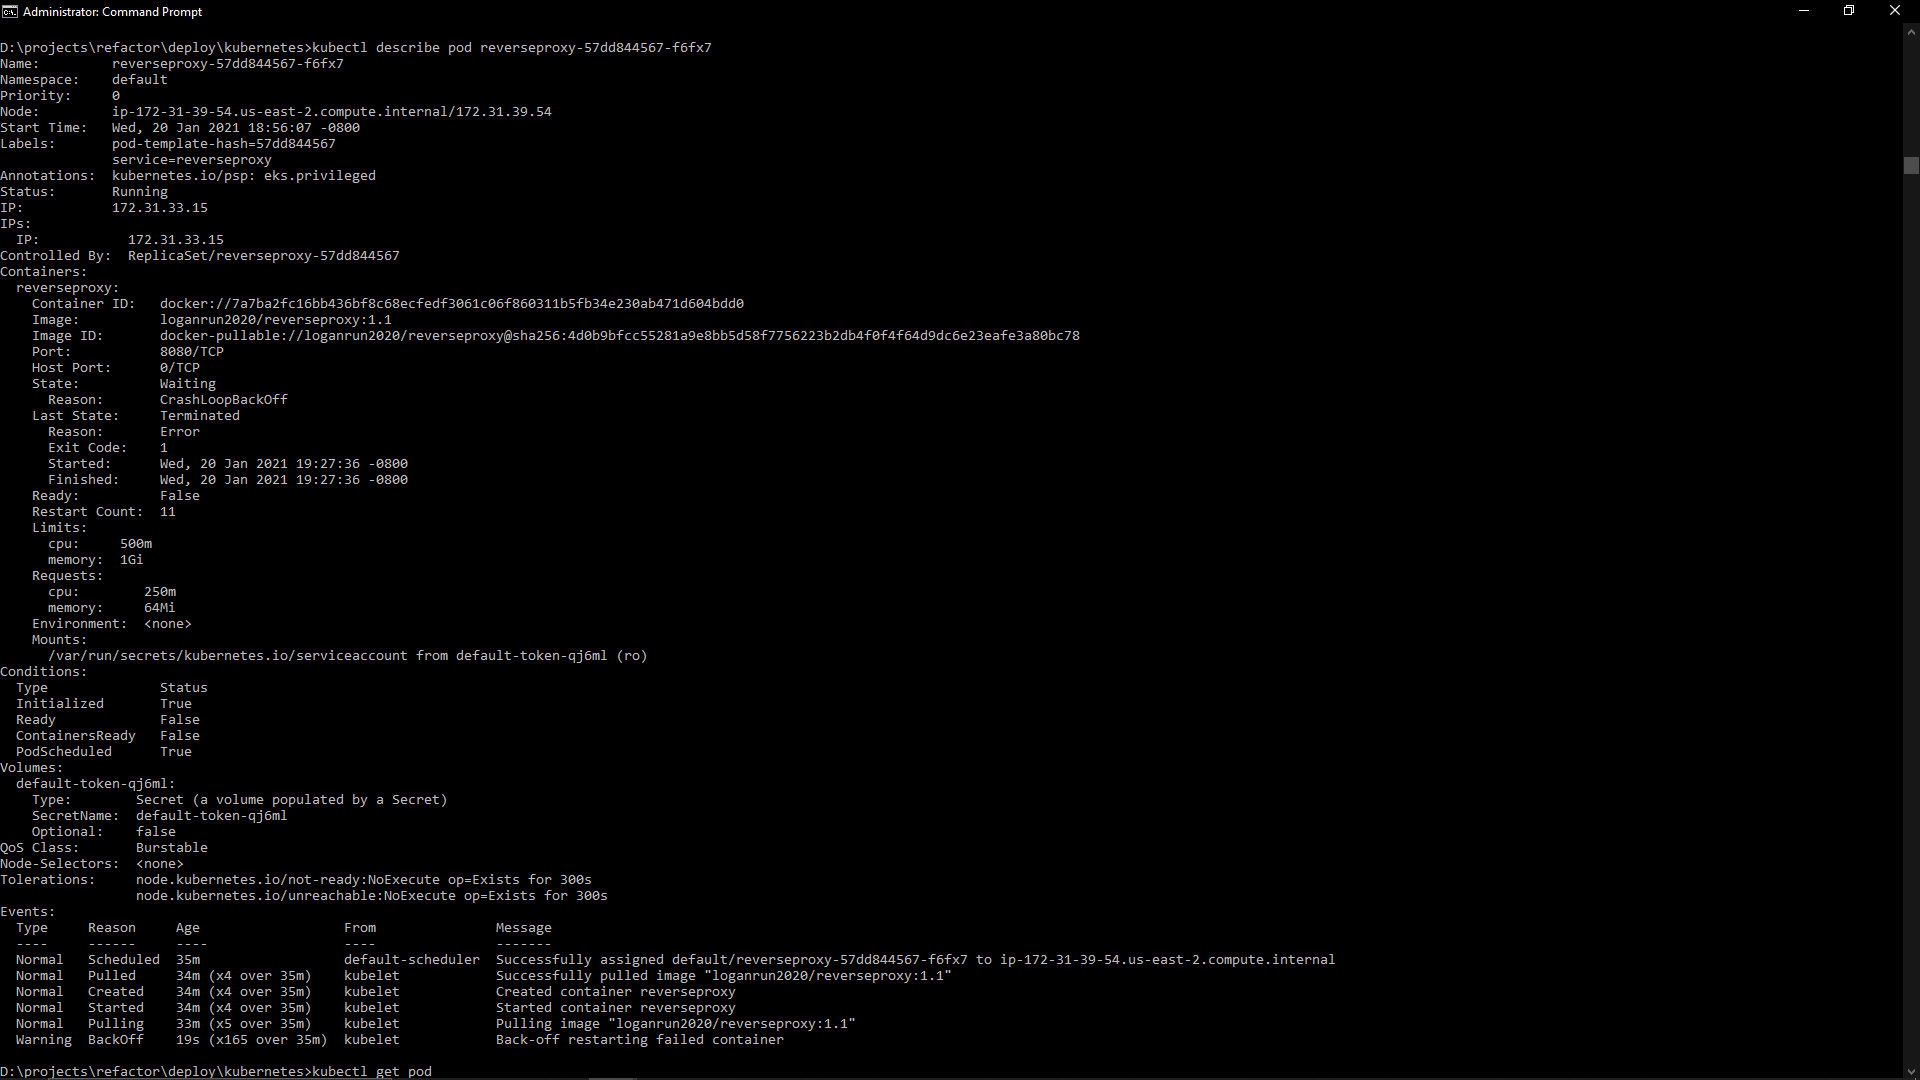 Administrator: Command Prompt
D:\projects\refactor\deploy\kubernetes>kubectl describe pod reverseproxy-57dd844567-f6fx7
Name:         reverseproxy-57dd844567-f6fx7
Namespace:    default
Priority:     0
Node:         ip-172-31-39-54.us-east-2.compute.internal/172.31.39.54
Start Time:   Wed, 20 Jan 2021 18:56:07 -0800
Labels:       pod-template-hash=57dd844567
              service=reverseproxy
Annotations:  kubernetes.io/psp: eks.privileged
Status:       Running
IP:           172.31.33.15
IPs:
  IP:           172.31.33.15
Controlled By:  ReplicaSet/reverseproxy-57dd844567
Containers:
  reverseproxy:
    Container ID:   docker://7a7ba2fc16bb436bf8c68ecfedf3061c06f860311b5fb34e230ab471d604bdd0
    Image:          loganrun2020/reverseproxy:1.1
    Image ID:       docker-pullable://loganrun2020/reverseproxy@sha256:4d0b9bfcc55281a9e8bb5d58f7756223b2db4f0f4f64d9dc6e23eafe3a80bc78
    Port:           8080/TCP
    Host Port:      0/TCP
    State:          Waiting
      Reason:       CrashLoopBackOff
    Last State:     Terminated
      Reason:       Error
      Exit Code:    1
      Started:      Wed, 20 Jan 2021 19:27:36 -0800
      Finished:     Wed, 20 Jan 2021 19:27:36 -0800
    Ready:          False
    Restart Count:  11
    Limits:
      cpu:     500m
      memory:  1Gi
    Requests:
      cpu:        250m
      memory:     64Mi
    Environment:  <none>
    Mounts:
      /var/run/secrets/kubernetes.io/serviceaccount from default-token-qj6ml (ro)
Conditions:
  Type              Status
  Initialized       True
  Ready             False
  ContainersReady   False
  PodScheduled      True
Volumes:
  default-token-qj6ml:
    Type:        Secret (a volume populated by a Secret)
    SecretName:  default-token-qj6ml
    Optional:    false
QoS Class:       Burstable
Node-Selectors:  <none>
Tolerations:     node.kubernetes.io/not-ready:NoExecute op=Exists for 300s
                 node.kubernetes.io/unreachable:NoExecute op=Exists for 300s
Events:
  Type     Reason     Age                   From               Message
  ----     ------     ----                  ----               -------
  Normal   Scheduled  35m                   default-scheduler  Successfully assigned default/reverseproxy-57dd844567-f6fx7 to ip-172-31-39-54.us-east-2.compute.internal
  Normal   Pulled     34m (x4 over 35m)     kubelet            Successfully pulled image "loganrun2020/reverseproxy:1.1"
  Normal   Created    34m (x4 over 35m)     kubelet            Created container reverseproxy
  Normal   Started    34m (x4 over 35m)     kubelet            Started container reverseproxy
  Normal   Pulling    33m (x5 over 35m)     kubelet            Pulling image "loganrun2020/reverseproxy:1.1"
  Warning  BackOff    19s (x165 over 35m)   kubelet            Back-off restarting failed container
D:\projects\refactor\deploy\kubernetes>kubectl get pod